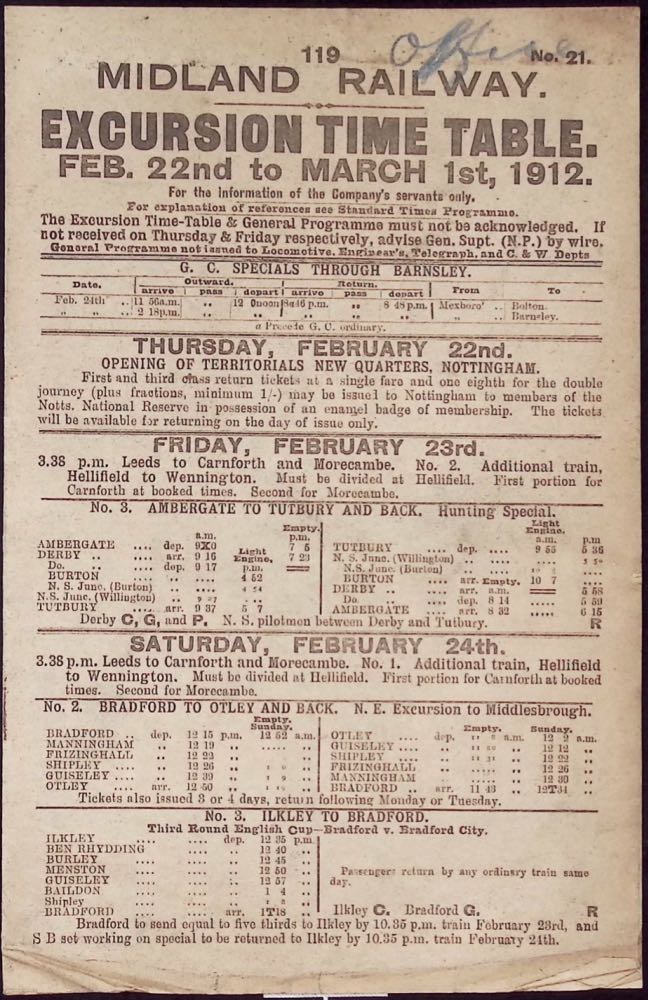 119
Office
No. 21.
MIDLAND RAILWAY.
EXCURSION TIME TABLE.
FEB. 22nd to MARCH 1st, 1912.
For the information of the Company's servants only.
For explanation of references see Standard Times Programme.
The Excursion Time-Table & General Programme must not be acknowledged. If
not received on Thursday & Friday respectively, advise Gen. Supt. (N.P.) by wire.
General Programme not issued to Locomotive, Engineer's, Telegraph, and C. & W Depts
G. C. SPECIALS THROUGH BARNSLEY.
Date. Outward. Return. From To
arrive pass depart arrive pass depart
Feb. 24th .. 11 56a.m. .. 12 0noon 8a46 p.m. .. 8 48 p.m. Mexboro' .. Bolton.
" " .. 2 18p.m. .. .. .. Barnsley.
a Precede G. C. ordinary.
THURSDAY, FEBRUARY 22nd.
OPENING OF TERRITORIALS NEW QUARTERS, NOTTINGHAM.
First and third class return tickets at a single fare and one eighth for the double
journey (plus fractions, minimum 1/-) may be issued to Nottingham to members of the
Notts. National Reserve in possession of an enamel badge of membership. The tickets
will be available for returning on the day of issue only.
FRIDAY, FEBRUARY 23rd.
3.38 p.m. Leeds to Carnforth and Morecambe. No. 2. Additional train,
Hellifield to Wennington. Must be divided at Hellifield. First portion for
Carnforth at booked times. Second for Morecambe.
No. 3. AMBERGATE TO TUTBURY AND BACK. Hunting Special.
a.m. Empty. p.m.
AMBERGATE .... dep. 9X0 7 5
DERBY .. .... arr. 9 16 Light Engine. 7 23
Do. .. .... dep. 9 17 p.m.
BURTON .... .. .... 4 52
N. S. Junc. (Burton) .. ....
N.S. Junc. (Willington) ..
TUTBURY .... arr. 9 37 5 7
Light Engine. a.m. p.m
TUTBURY .... dep. .... 9 55 5 36
N. S. Junc. (Willington) .. ....
N. S. Junc. (Burton) ..
BURTON .... arr. Empty. 10 7 ....
DERBY .. .... arr. a.m. 5 58
Do. .... dep. 8 14 ..... 5 59
AMBERGATE .... arr. 8 32 ..... 6 15
Derby C, G, and P. N. S. pilotmen between Derby and Tutbury. R
SATURDAY, FEBRUARY 24th.
3.38 p.m. Leeds to Carnforth and Morecambe. No. 1. Additional train, Hellifield
to Wennington. Must be divided at Hellifield. First portion for Carnforth at booked
times. Second for Morecambe.
No. 2. BRADFORD TO OTLEY AND BACK. N. E. Excursion to Middlesbrough.
Empty. Sunday.
BRADFORD .. dep. 12 15 p.m. 12 52 a.m.
MANNINGHAM .. 12 19 .. ..... ..
FRIZINGHALL .. 12 22 .. ..... ..
SHIPLEY .... .. 12 26 ..
GUISELEY .... .. 12 39 ..
OTLEY .... arr. 12 50 ..
Empty. Sunday.
OTLEY .... dep. a.m. 12 2 a.m.
GUISELEY .... .. .. 12 12 ..
SHIPLEY .... .. .. 12 22 ..
FRIZINGHALL .. ..... .. 12 26 ..
MANNINGHAM .. ..... .. 12 30 ..
BRADFORD .. arr. 11 43 .. 12T34 ..
Tickets also issued 3 or 4 days, return following Monday or Tuesday.
No. 3. ILKLEY TO BRADFORD.
Third Round English Cup—Bradford v. Bradford City.
ILKLEY .... .... dep. 12 35 p.m
BEN RHYDDING .... .... .. 12 40 ..
BURLEY .... .... .. 12 45 ..
MENSTON .... .... .. 12 50 ..
GUISELEY .... .... .. 12 57 ..
BAILDON .... .... .. 1 4 ..
Shipley .... .... ..
BRADFORD .... .... arr. 1T18 ..
Passengers return by any ordinary train same
day.
Ilkley C. Bradford G. R
Bradford to send equal to five thirds to Ilkley by 10.35 p.m. train February 23rd, and
S B set working on special to be returned to Ilkley by 10.35 p.m. train February 24th.